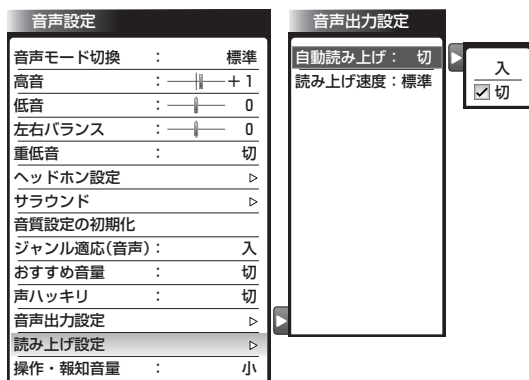 音声設定
音声モード切換 : 標準
高音 : +1
低音 : 0
左右バランス : 0
重低音 : 切
ヘッドホン設定 ▷
サラウンド ▷
音質設定の初期化
ジャンル適応(音声): 入
おすすめ音量 : 切
声ハッキリ : 切
音声出力設定 ▷
読み上げ設定 ▷
操作・報知音量 : 小
音声出力設定
自動読み上げ: 切
読み上げ速度:標準
入
切